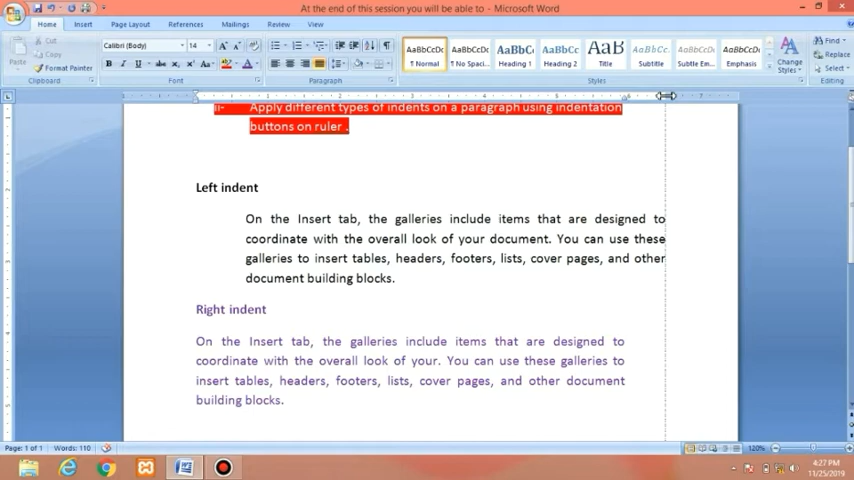 At the end of this session you will be able to - Microsoft Word
Home Insert Page Layout References Mailings Review View
Cut
Copy
Format Painter
Paste
Clipboard
Calibri (Body) 14
B I U abc
Font
Paragraph
AaBbCcDc AaBbCcDc AaBbC AaBbCc AaB AaBbCc. AaBbCcDc AaBbCcDc
¶ Normal ¶ No Spaci... Heading 1 Heading 2 Title Subtitle Subtle Em... Emphasis
Styles
Change Styles
Find
Replace
Select
Editing
ii- Apply different types of indents on a paragraph using indentation
buttons on ruler .
Left indent
On the Insert tab, the galleries include items that are designed to
coordinate with the overall look of your document. You can use these
galleries to insert tables, headers, footers, lists, cover pages, and other
document building blocks.
Right indent
On the Insert tab, the galleries include items that are designed to
coordinate with the overall look of your. You can use these galleries to
insert tables, headers, footers, lists, cover pages, and other document
building blocks.
Page: 1 of 1 Words: 110
120%
4:27 PM
11/25/2019